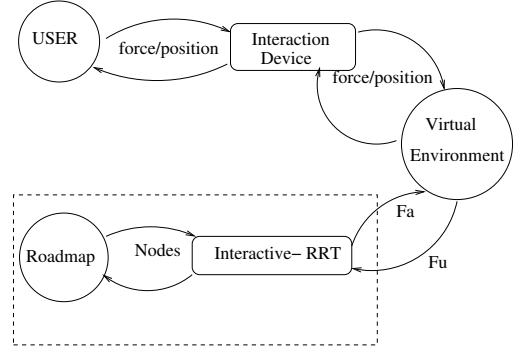 USER
force/position
Interaction
Device
force/position
Virtual
Environment
Fa
Roadmap
Nodes
Interactive– RRT
Fu